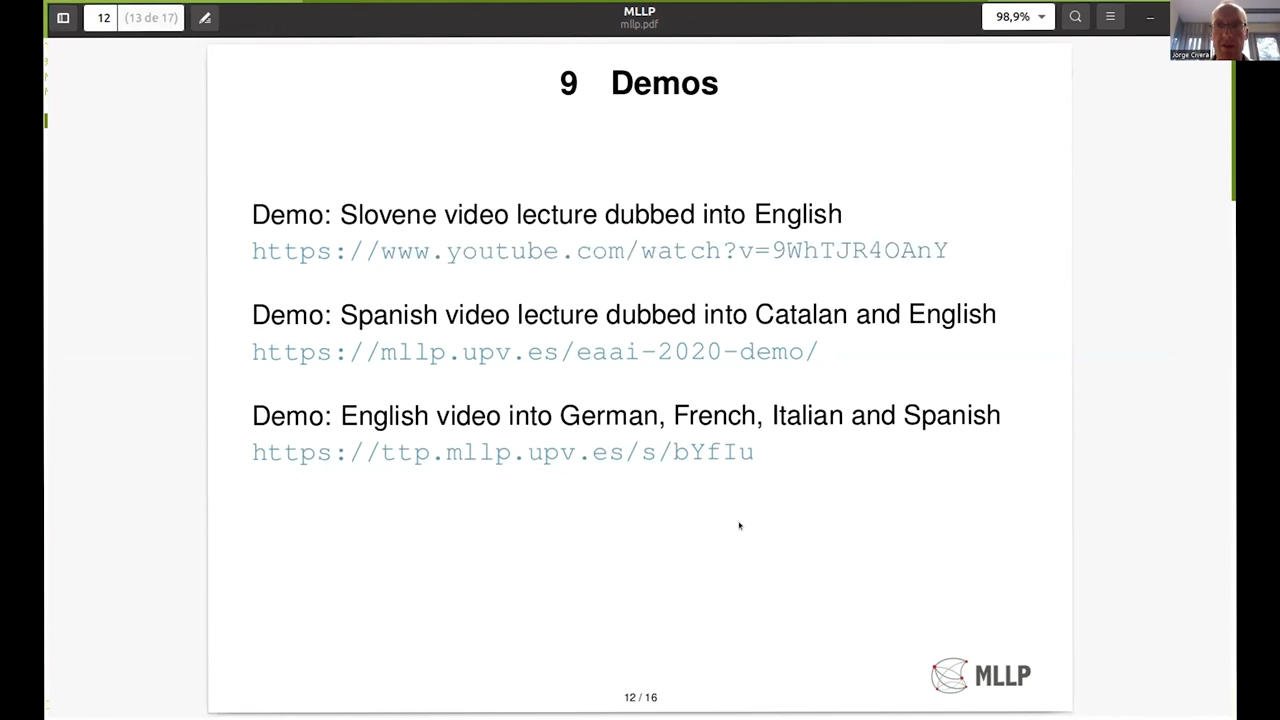 12 (13 de 17)
MLLP
mllp.pdf
98,9%
Jorge Civera
9 Demos
Demo: Slovene video lecture dubbed into English
https://www.youtube.com/watch?v=9WhTJR4OAnY
Demo: Spanish video lecture dubbed into Catalan and English
https://mllp.upv.es/eaai-2020-demo/
Demo: English video into German, French, Italian and Spanish
https://ttp.mllp.upv.es/s/bYfIu
MLLP
12 / 16